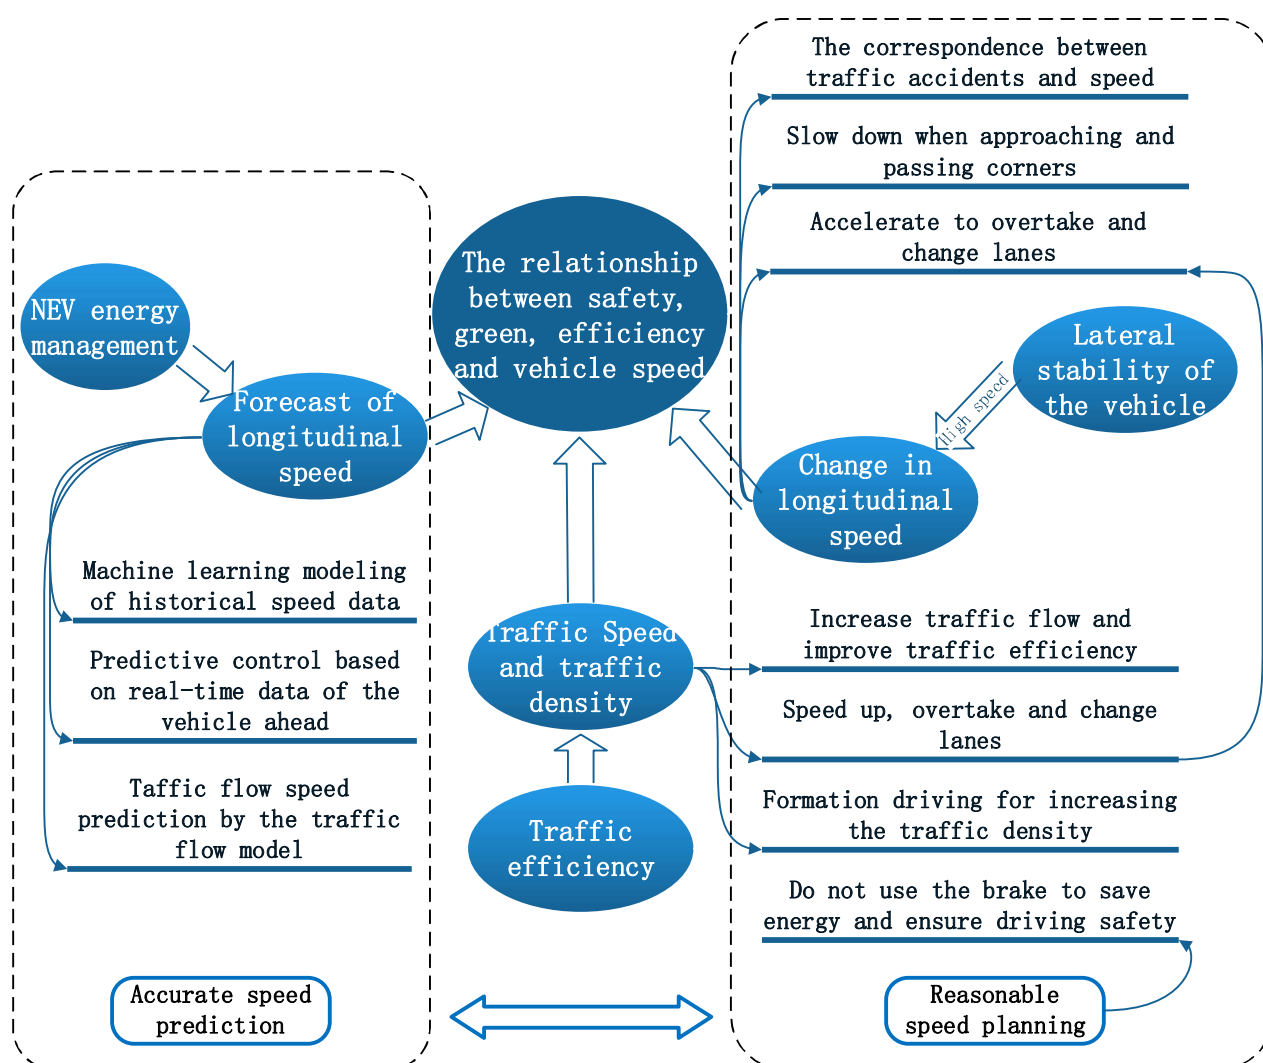 The correspondence between
traffic accidents and speed
Slow down when approaching and
passing corners
Accelerate to overtake and
change lanes
The relationship
between safety,
green, efficiency
and vehicle speed
NEV energy
management
Forecast of
longitudinal
speed
Lateral
stability of
the vehicle
High speed
Change in
longitudinal
speed
Machine learning modeling
of historical speed data
Predictive control based
on real-time data of the
vehicle ahead
Taffic flow speed
prediction by the traffic
flow model
Traffic Speed
and traffic
density
Traffic
efficiency
Increase traffic flow and
improve traffic efficiency
Speed up, overtake and change
lanes
Formation driving for increasing
the traffic density
Do not use the brake to save
energy and ensure driving safety
Accurate speed
prediction
Reasonable
speed planning